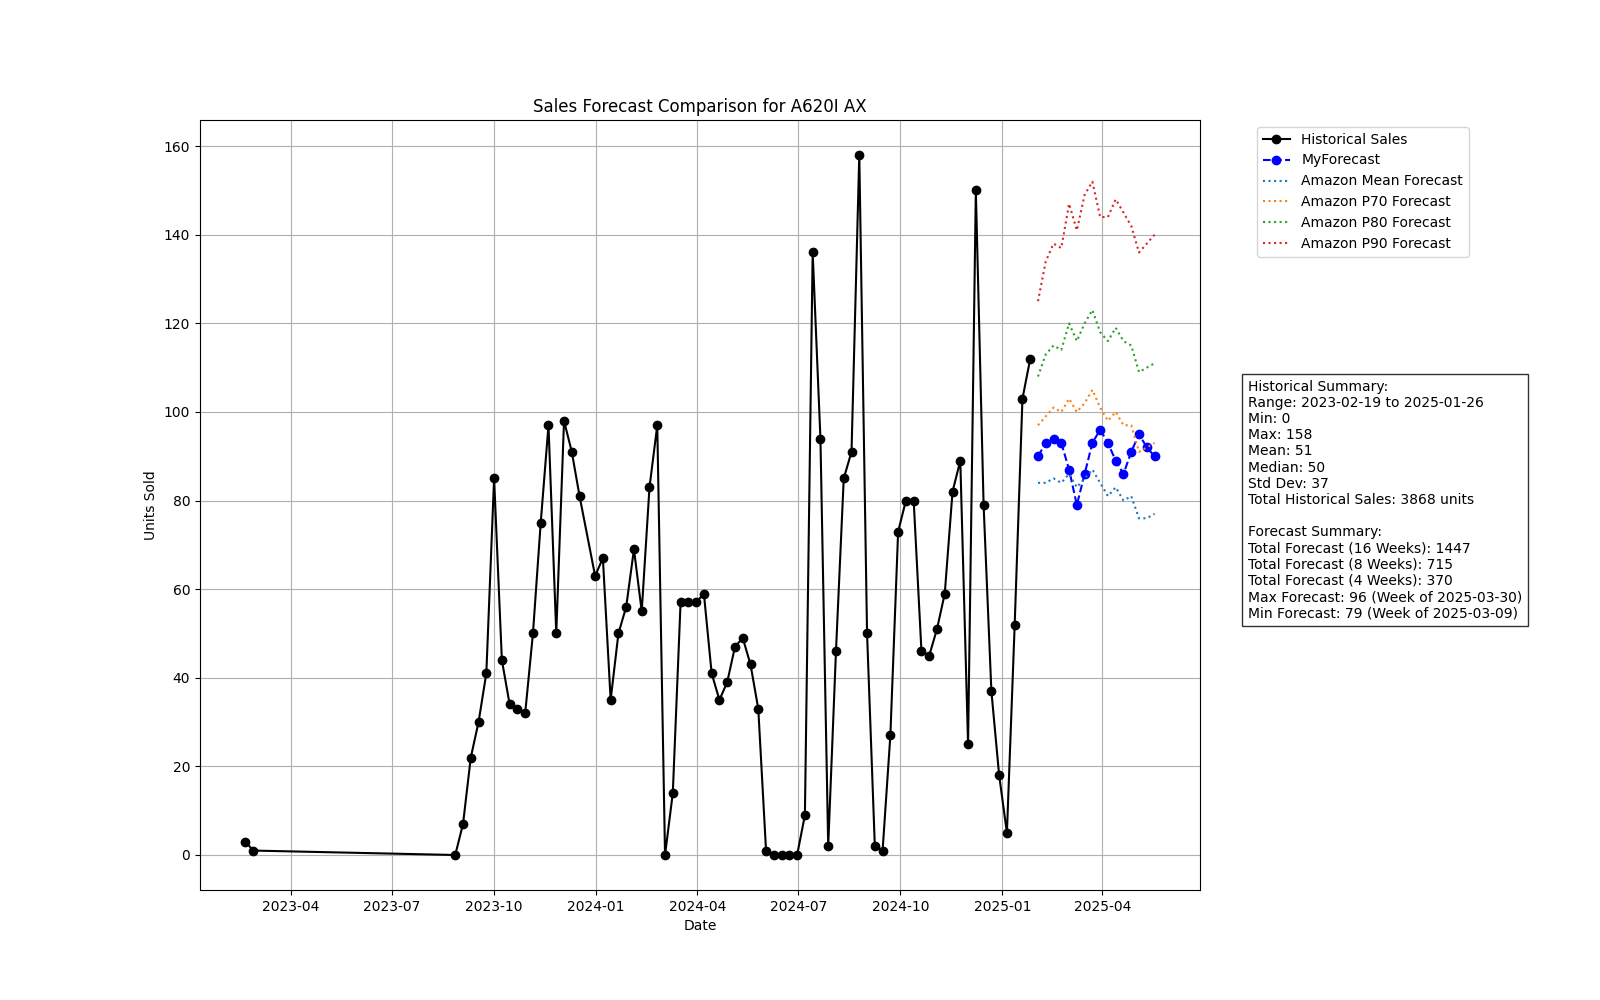 Sales Forecast Comparison for A620I AX
Historical Sales
MyForecast
Amazon Mean Forecast
Amazon P70 Forecast
Amazon P80 Forecast
Amazon P90 Forecast
160
140
120
100
80
60
40
20
0
Units Sold
2023-04
2023-07
2023-10
2024-01
2024-04
2024-07
2024-10
2025-01
2025-04
Date
Historical Summary:
Range: 2023-02-19 to 2025-01-26
Min: 0
Max: 158
Mean: 51
Median: 50
Std Dev: 37
Total Historical Sales: 3868 units
Forecast Summary:
Total Forecast (16 Weeks): 1447
Total Forecast (8 Weeks): 715
Total Forecast (4 Weeks): 370
Max Forecast: 96 (Week of 2025-03-30)
Min Forecast: 79 (Week of 2025-03-09)